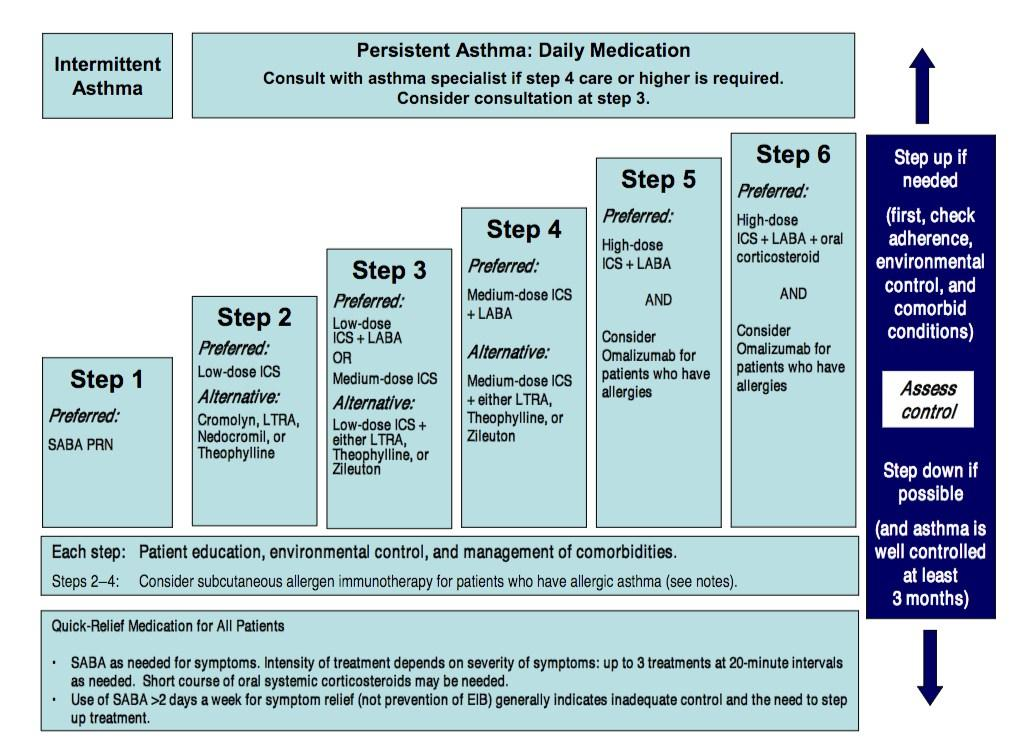 Intermittent
Asthma
Persistent Asthma: Daily Medication
Consult with asthma specialist if step 4 care or higher is required.
Consider consultation at step 3.
Step 1
Preferred:
SABA PRN
Step 2
Preferred:
Low-dose ICS
Alternative:
Cromolyn, LTRA,
Nedocromil, or
Theophylline
Step 3
Preferred:
Low-dose
ICS + LABA
OR
Medium-dose ICS
Alternative:
Low-dose ICS +
either LTRA,
Theophylline, or
Zileuton
Step 4
Preferred:
Medium-dose ICS
+ LABA
Alternative:
Medium-dose ICS
+ either LTRA,
Theophylline, or
Zileuton
Step 5
Preferred:
High-dose
ICS + LABA
AND
Consider
Omalizumab for
patients who have
allergies
Step 6
Preferred:
High-dose
ICS + LABA + oral
corticosteroid
AND
Consider
Omalizumab for
patients who have
allergies
Step up if
needed
(first, check
adherence,
environmental
control, and
comorbid
conditions)
Assess
control
Step down if
possible
(and asthma is
well controlled
at least
3 months)
Each step: Patient education, environmental control, and management of comorbidities.
Steps 2–4: Consider subcutaneous allergen immunotherapy for patients who have allergic asthma (see notes).
Quick-Relief Medication for All Patients
· SABA as needed for symptoms. Intensity of treatment depends on severity of symptoms: up to 3 treatments at 20-minute intervals
as needed. Short course of oral systemic corticosteroids may be needed.
· Use of SABA >2 days a week for symptom relief (not prevention of EIB) generally indicates inadequate control and the need to step
up treatment.